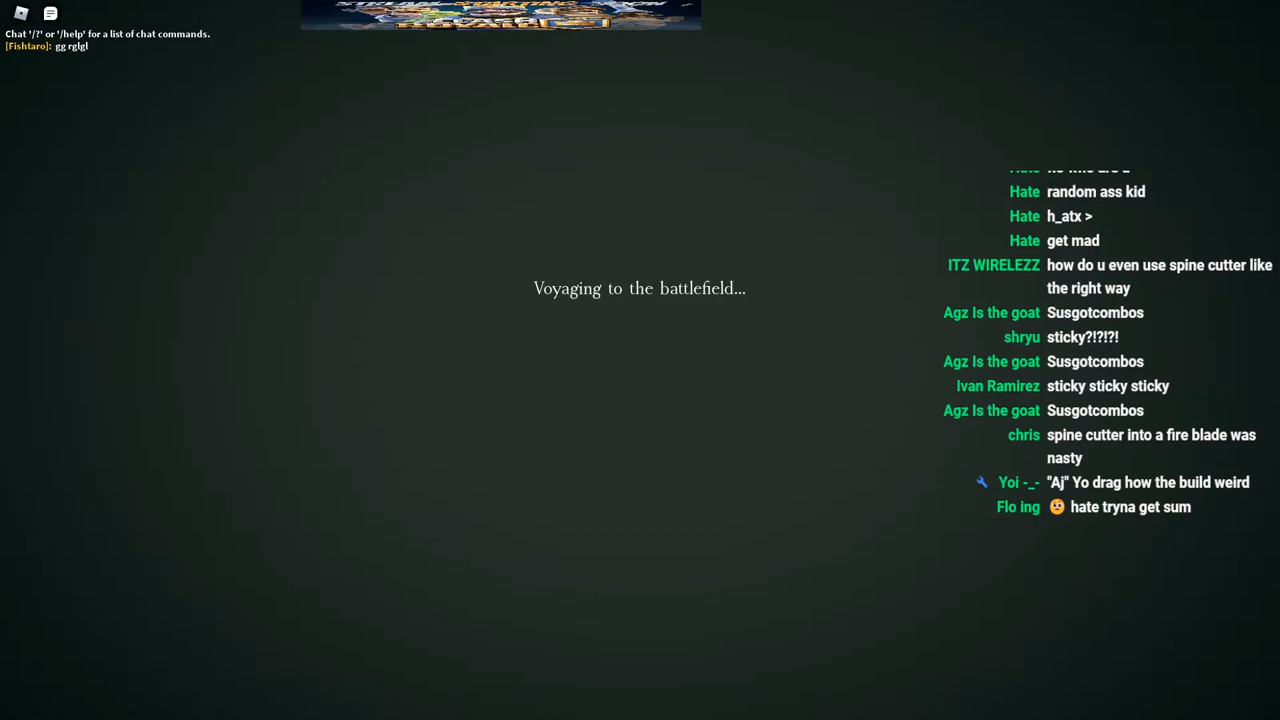 STREAM STARTING
Chat '/?' or '/help' for a list of chat commands.
[Fishtaro]: gg rglgl
Hate random ass kid
Hate h_atx >
Hate get mad
Voyaging to the battlefield...
ITZ WIRELEZZ how do u even use spine cutter like
the right way
Agz Is the goat Susgotcombos
shryu sticky?!?!?!
Agz Is the goat Susgotcombos
Ivan Ramirez sticky sticky sticky
Agz Is the goat Susgotcombos
chris spine cutter into a fire blade was
nasty
Yoi -_- "Aj" Yo drag how the build weird
Flo ing 🤨 hate tryna get sum